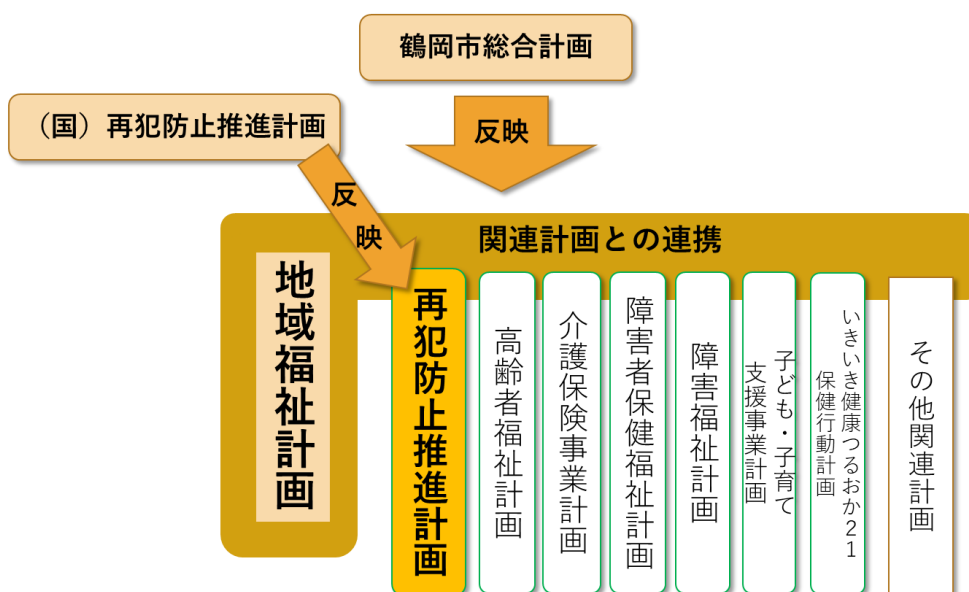 鶴岡市総合計画
（国）再犯防止推進計画
反映
反
映
関連計画との連携
地域福祉計画
再犯防止推進計画
高齢者福祉計画
介護保険事業計画
障害者保健福祉計画
障害福祉計画
子ども・子育て
支援事業計画
いきいき健康つるおか21
保健行動計画
その他関連計画